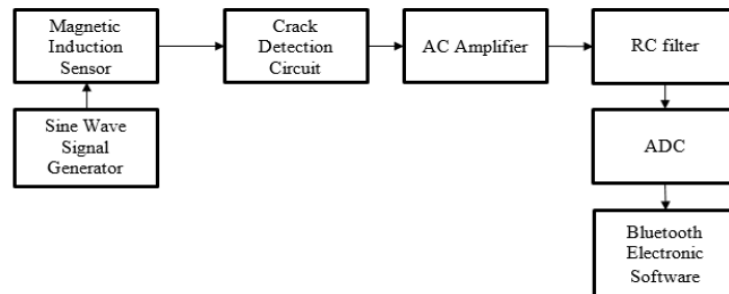 Magnetic
Induction
Sensor
Crack
Detection
Circuit
AC Amplifier
RC filter
Sine Wave
Signal
Generator
ADC
Bluetooth
Electronic
Software